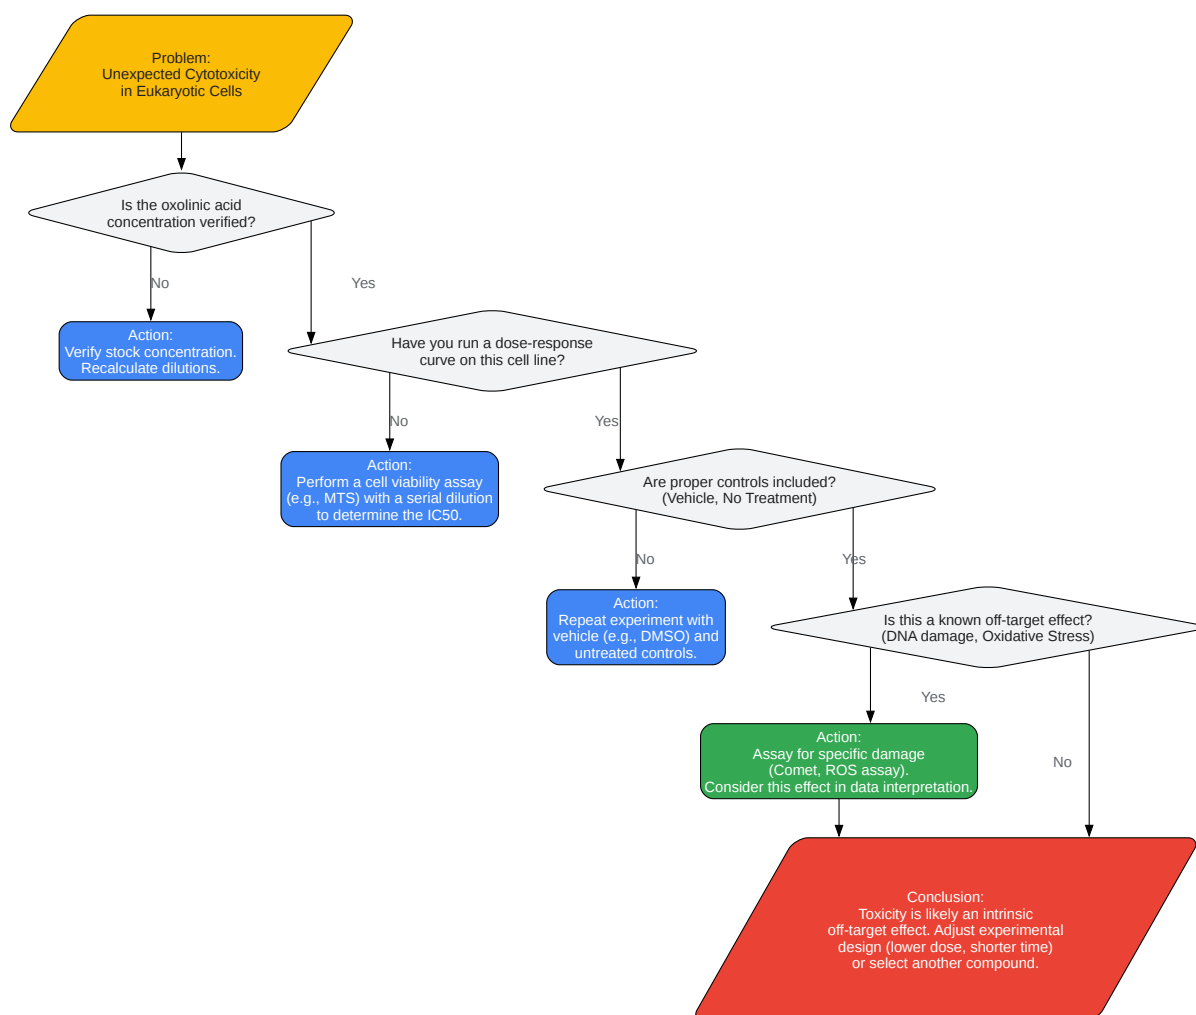 Problem:
Unexpected Cytotoxicity
in Eukaryotic Cells
Is the oxolinic acid
concentration verified?
No
Yes
Action:
Verify stock concentration.
Recalculate dilutions.
Have you run a dose-response
curve on this cell line?
No
Yes
Action:
Perform a cell viability assay
(e.g., MTS) with a serial dilution
to determine the IC50.
Are proper controls included?
(Vehicle, No Treatment)
No
Yes
Action:
Repeat experiment with
vehicle (e.g., DMSO) and
untreated controls.
Is this a known off-target effect?
(DNA damage, Oxidative Stress)
Yes
No
Action:
Assay for specific damage
(Comet, ROS assay).
Consider this effect in data interpretation.
Conclusion:
Toxicity is likely an intrinsic
off-target effect. Adjust experimental
design (lower dose, shorter time)
or select another compound.